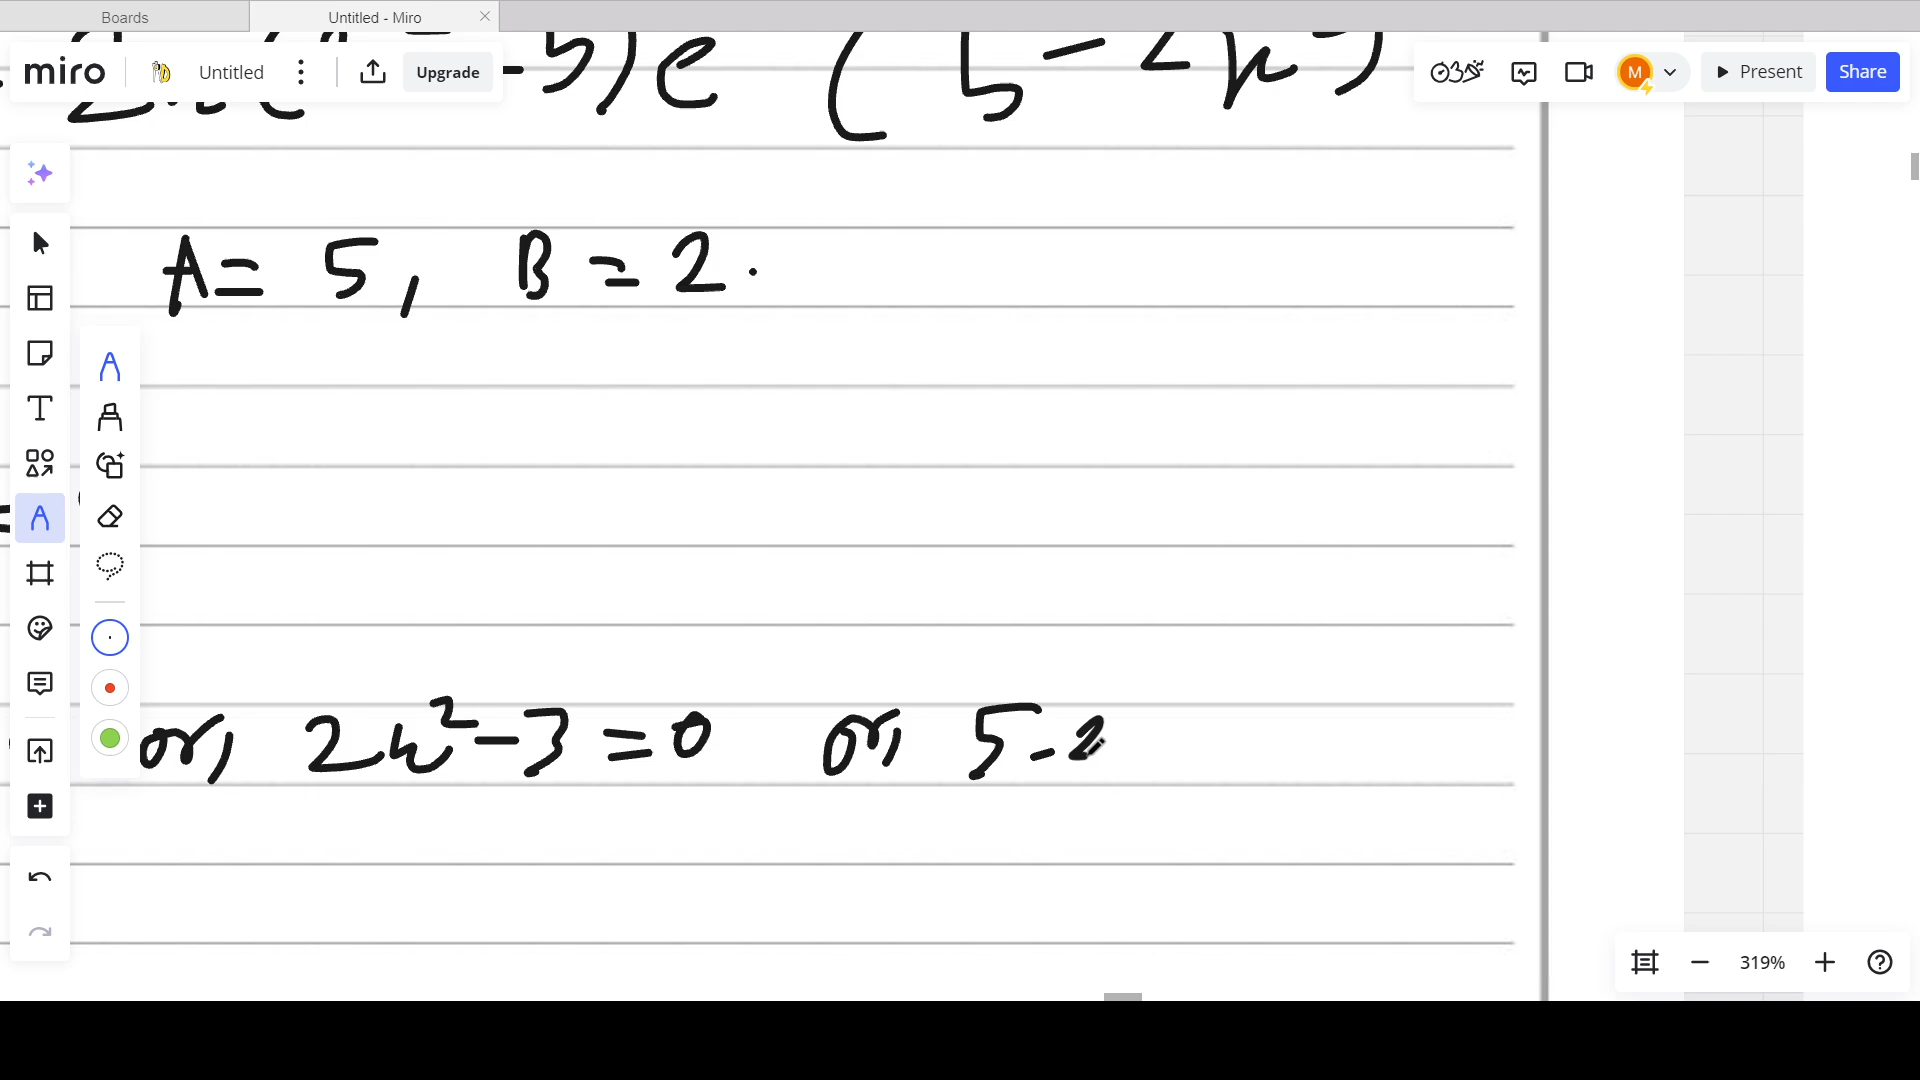 Boards
Untitled - Miro
miro
Untitled
Upgrade
Present
Share
M
A = 5, B = 2.
or, 2x² - 3 = 0 or, 5 - 2
319%